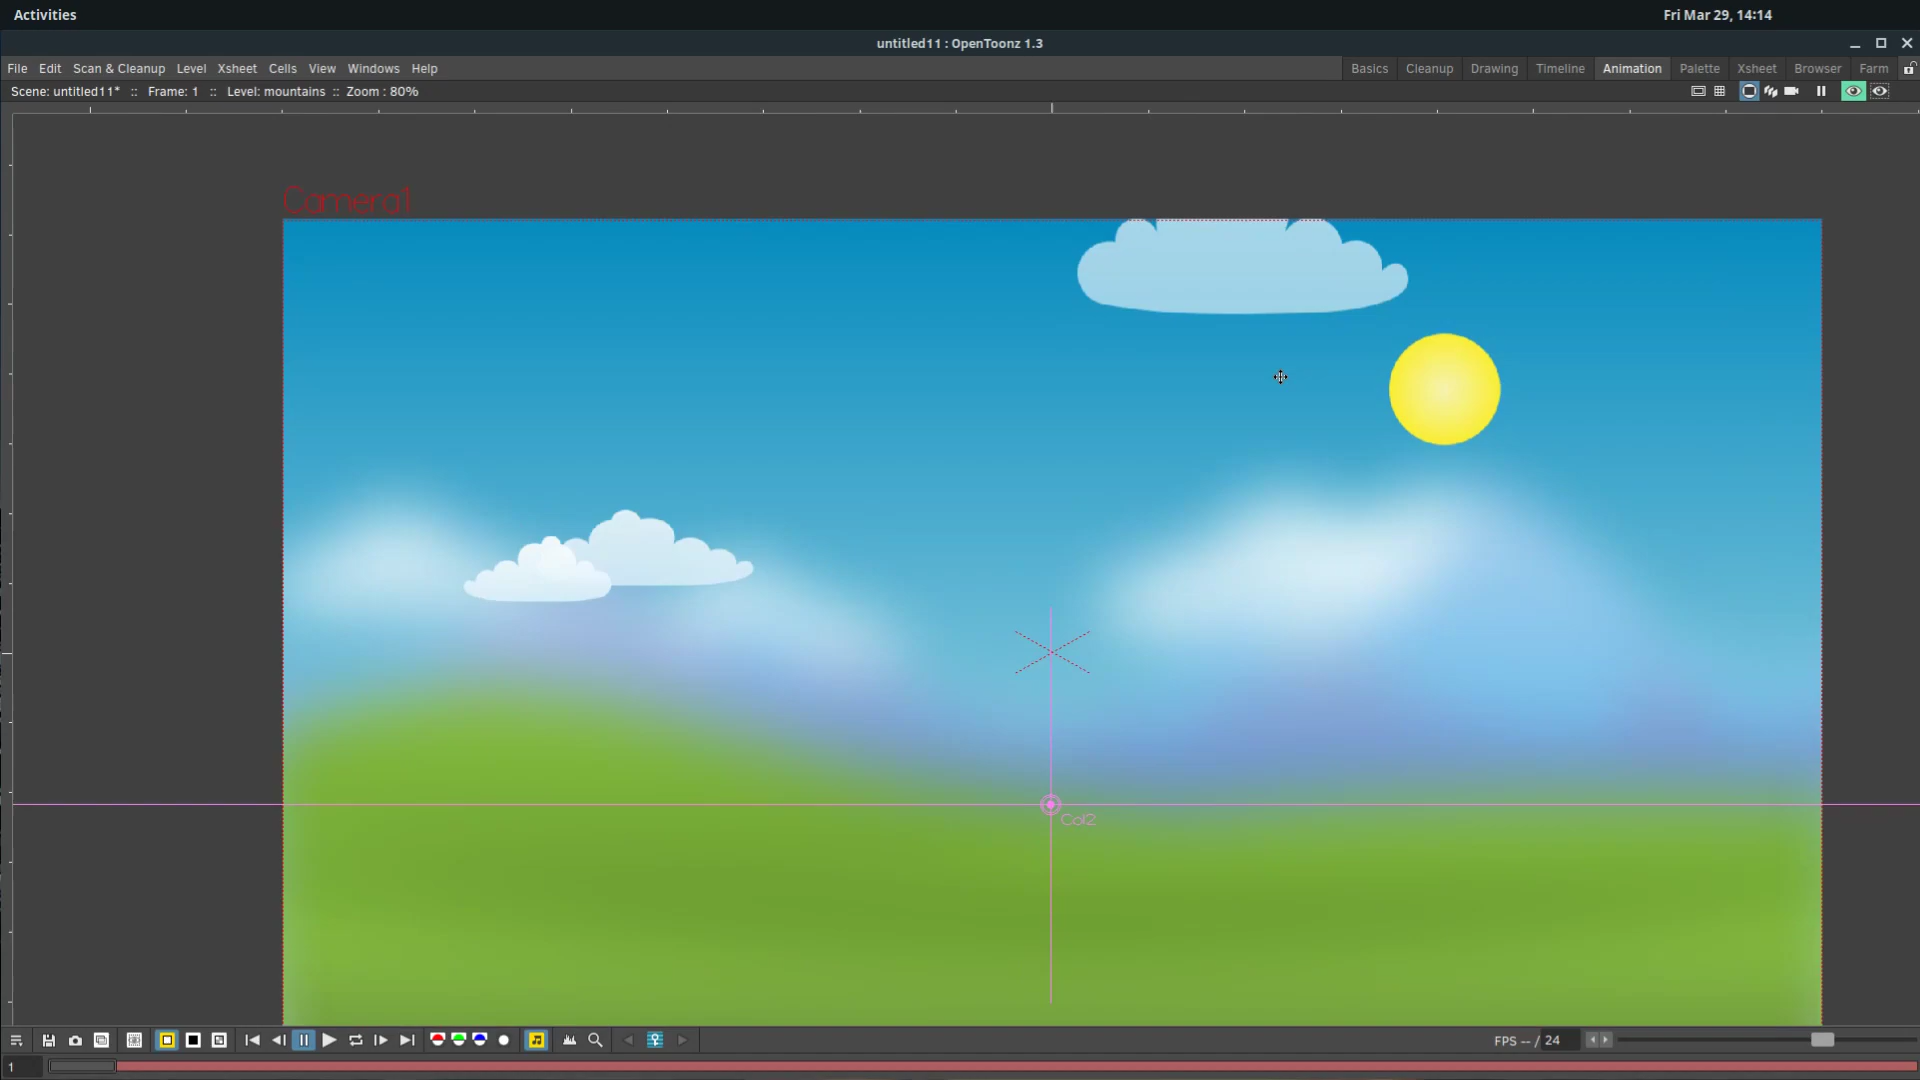 Activities
Fri Mar 29, 14:14
untitled11 : OpenToonz 1.3
File Edit Scan & Cleanup Level Xsheet Cells View Windows Help
Basics Cleanup Drawing Timeline Animation Palette Xsheet Browser Farm
Scene: untitled11* :: Frame: 1 :: Level: mountains :: Zoom : 80%
Camera1
Col2
FPS -- / 24
1